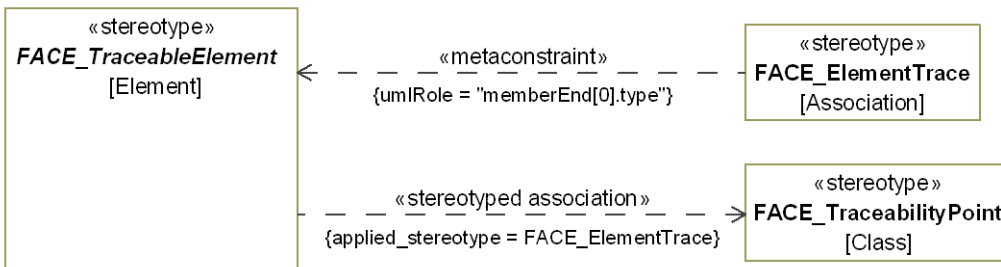 «stereotype»
FACE_TraceableElement
[Element]
«metaconstraint»
{umlRole = "memberEnd[0].type"}
«stereotype»
FACE_ElementTrace
[Association]
«stereotyped association»
{applied_stereotype = FACE_ElementTrace}
«stereotype»
FACE_TraceabilityPoint
[Class]